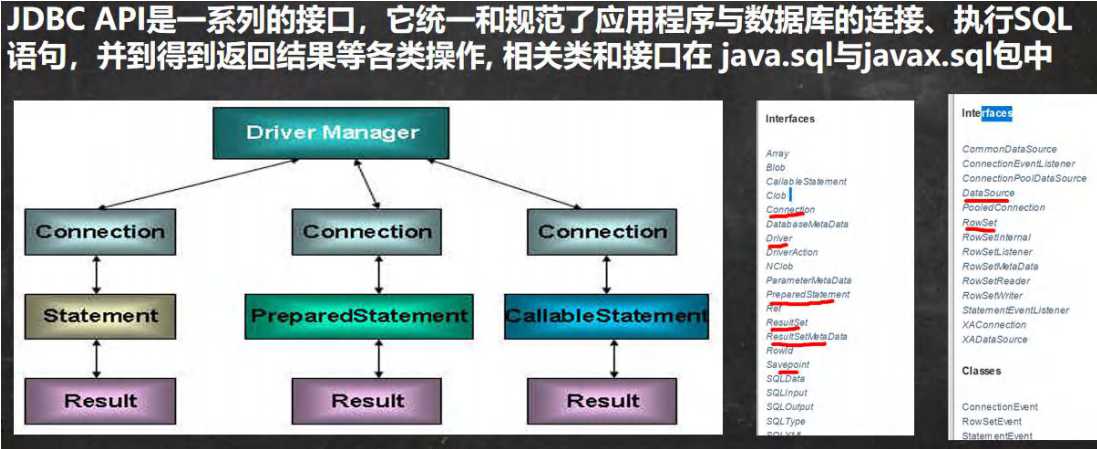 JDBC API是一系列的接口，它统一和规范了应用程序与数据库的连接、执行SQL
语句，并到得到返回结果等各类操作, 相关类和接口在 java.sql与javax.sql包中
Driver Manager
Connection
Connection
Connection
Statement
PreparedStatement
CallableStatement
Result
Result
Result
Interfaces
Array
Blob
CallableStatement
Clob
Connection
DatabaseMetaData
Driver
DriverAction
NClob
ParameterMetaData
PreparedStatement
Ref
ResultSet
ResultSetMetaData
RowId
Savepoint
SQLData
SQLInput
SQLOutput
SQLType
SQLXML
Interfaces
CommonDataSource
ConnectionEventListener
ConnectionPoolDataSource
DataSource
PooledConnection
RowSet
RowSetInternal
RowSetListener
RowSetMetaData
RowSetReader
RowSetWriter
StatementEventListener
XAConnection
XADataSource
Classes
ConnectionEvent
RowSetEvent
StatementEvent